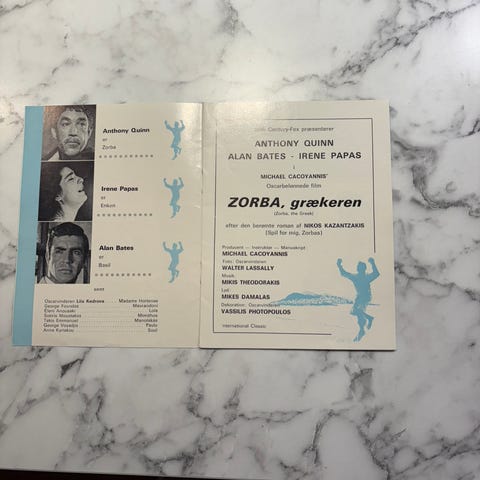 Anthony Quinn
er
Zorba
Irene Papas
er
Enken
Alan Bates
er
Basil
samt
Oscarvinderen Lila Kedrova Madame Hortense
George Foundas Mavrandoni
Eleni Anousaki Lola
Sotiris Moustakas Mimithos
Takis Emmanuel Manolakas
George Voyadjis Pavlo
Anna Kyriakou Soul
Century-Fox præsenterer
ANTHONY QUINN
ALAN BATES - IRENE PAPAS
i
MICHAEL CACOYANNIS'
Oscarbelønnede film
ZORBA, grækeren
(Zorba, the Greek)
efter den berømte roman af NIKOS KAZANTZAKIS
(Spil for mig, Zorbas)
Producent - Instruktør - Manuskript:
MICHAEL CACOYANNIS
Foto: Oscarvinderen
WALTER LASSALLY
Musik:
MIKIS THEODORAKIS
Lyd:
MIKES DAMALAS
Dekoration: Oscarvinderen
VASSILIS PHOTOPOULOS
International Classic